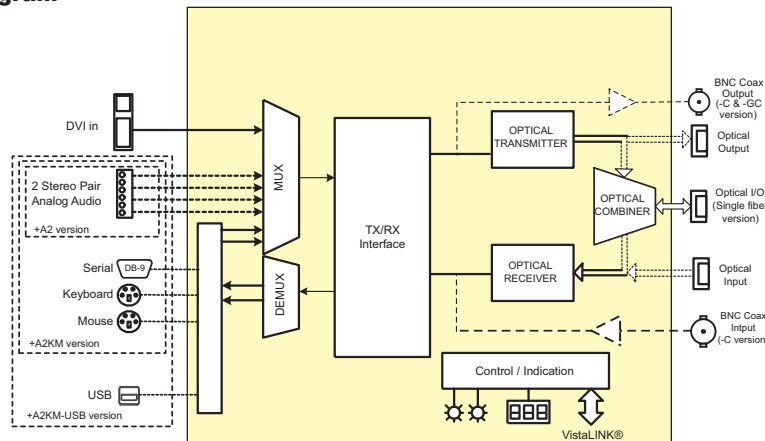 DVI in
2 Stereo Pair
Analog Audio
+A2 version
Serial
DB-9
Keyboard
Mouse
+A2KM version
USB
+A2KM-USB version
MUX
DEMUX
TX/RX
Interface
OPTICAL
TRANSMITTER
OPTICAL
COMBINER
OPTICAL
RECEIVER
Control / Indication
VistaLINK®
BNC Coax
Output
(-C & -GC
version)
Optical
Output
Optical I/O
(Single fibe
version)
Optical
Input
BNC Coax
Intput
(-C version